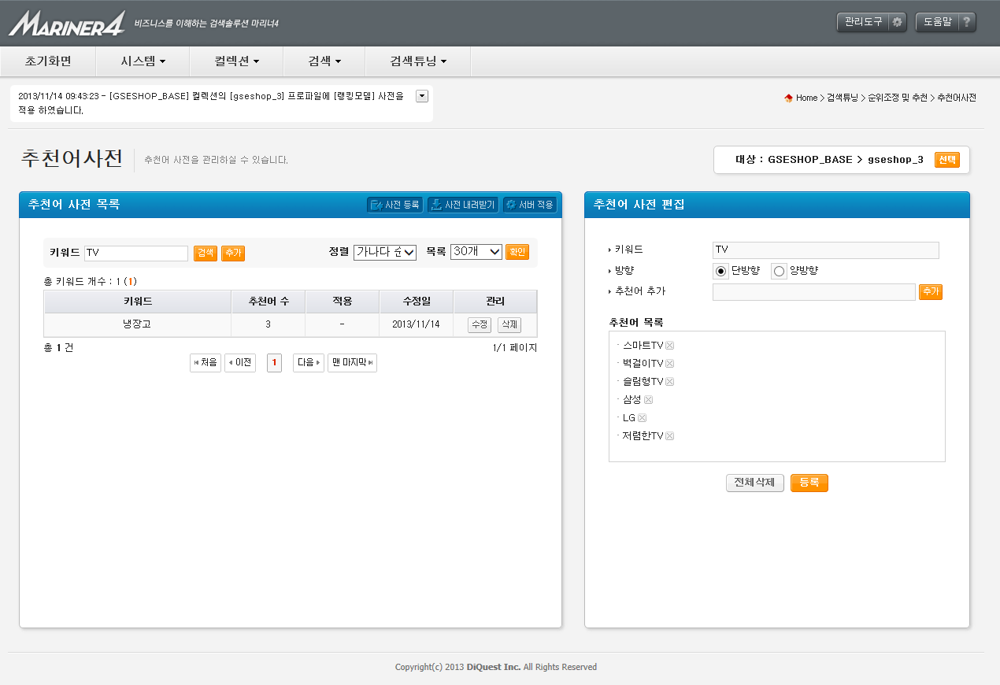 MARINER4 비즈니스를 이해하는 검색솔루션 마리너4
관리도구 도움말 ?
초기화면 시스템 컬렉션 검색 검색튜닝
2013/11/14 09:43:23 - [GSESHOP_BASE] 컬렉션의 [gseshop_3] 프로파일에 [랭킹모델] 사전을
적용 하였습니다.
Home > 검색튜닝 > 순위조정 및 추천 > 추천어사전
추천어사전 추천어 사전을 관리하실 수 있습니다.
대상 : GSESHOP_BASE > gseshop_3 선택
추천어 사전 목록 사전 등록 사전 내려받기 서버 적용
키워드 TV 검색 추가 정렬 가나다 순 목록 30개 확인
총 키워드 개수 : 1 (1)
키워드 추천어 수 적용 수정일 관리
냉장고 3 - 2013/11/14 수정 삭제
총 1 건 1/1 페이지
처음 이전 1 다음 맨 마지막
추천어 사전 편집
키워드 TV
방향 단방향 양방향
추천어 추가 추가
추천어 목록
· 스마트TV
· 벽걸이TV
· 슬림형TV
· 삼성
· LG
· 저렴한TV
전체삭제 등록
Copyright(c) 2013 DiQuest Inc. All Rights Reserved